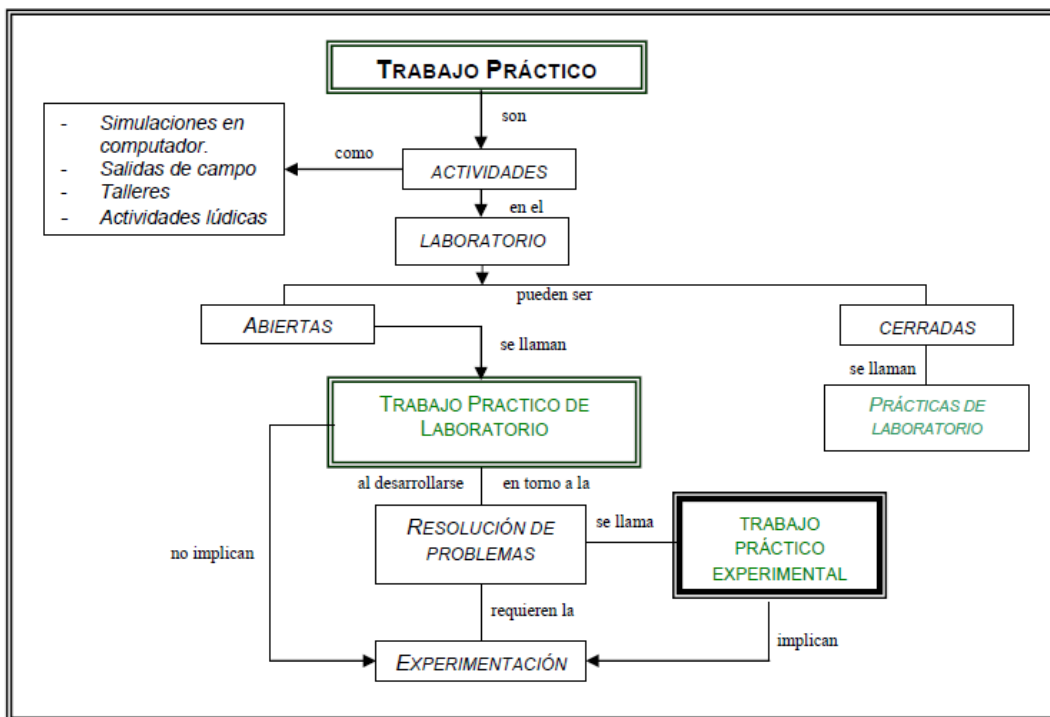 TRABAJO PRÁCTICO
son
- Simulaciones en
computador.
- Salidas de campo
- Talleres
- Actividades lúdicas
como
ACTIVIDADES
en el
LABORATORIO
pueden ser
ABIERTAS
CERRADAS
se llaman
se llaman
TRABAJO PRACTICO DE
LABORATORIO
PRÁCTICAS DE
LABORATORIO
al desarrollarse
en torno a la
no implican
RESOLUCIÓN DE
PROBLEMAS
se llama
TRABAJO
PRÁCTICO
EXPERIMENTAL
requieren la
implican
EXPERIMENTACIÓN